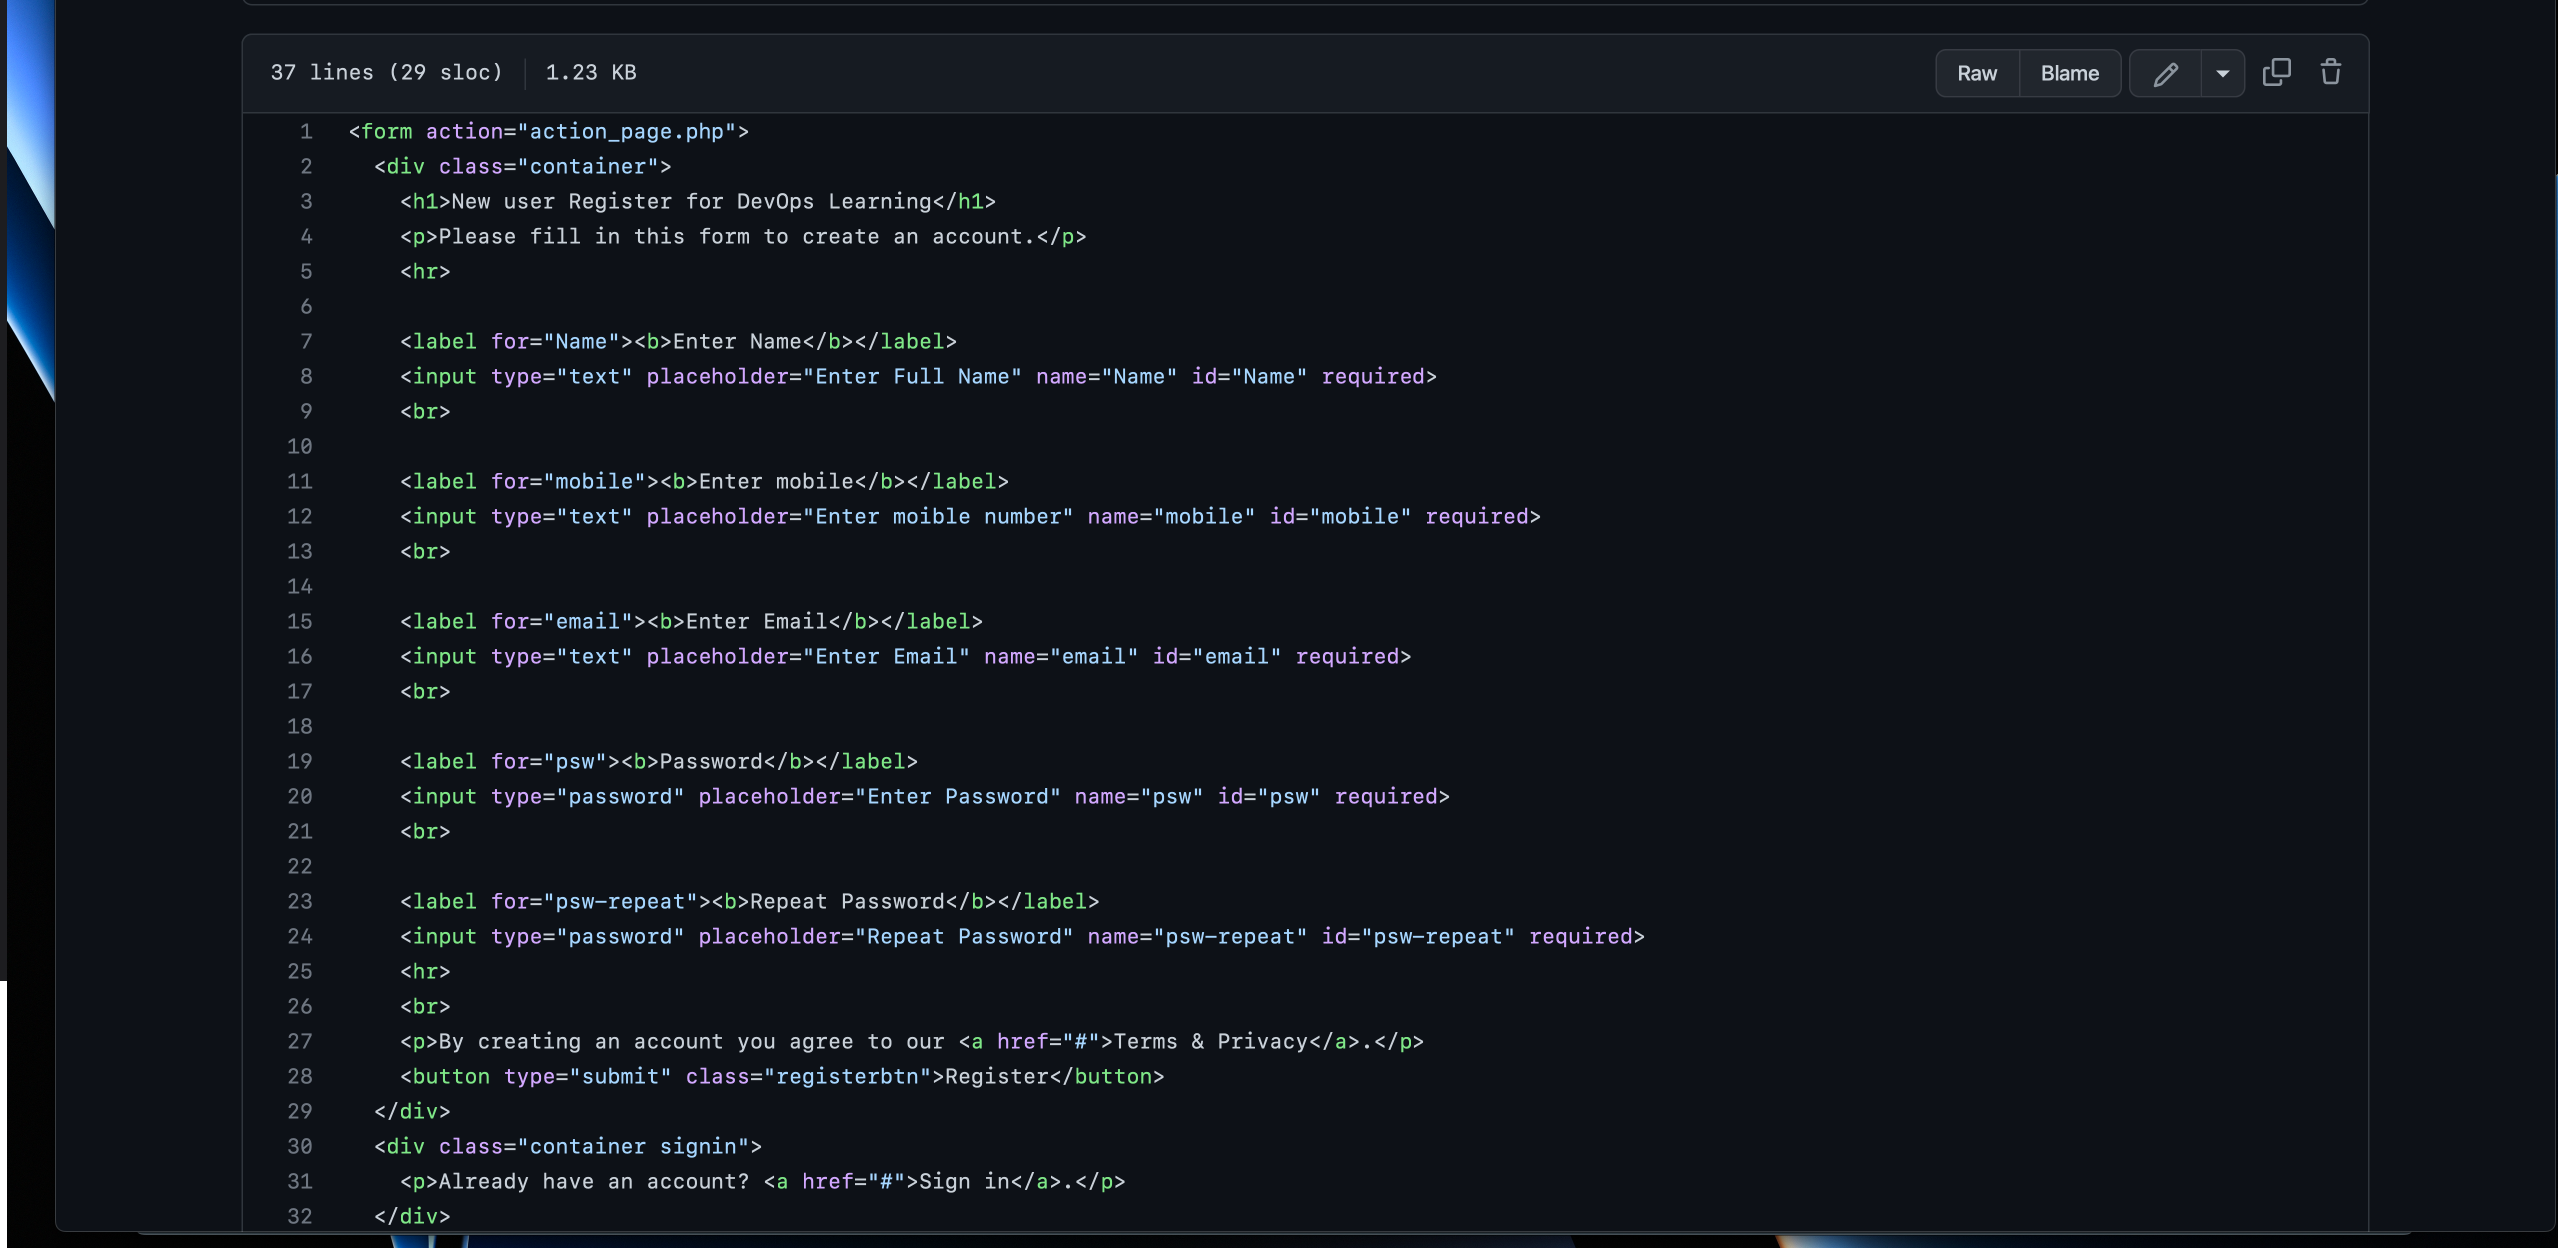 37 lines (29 sloc) 1.23 KB Raw Blame
1 <form action="action_page.php">
2   <div class="container">
3     <h1>New user Register for DevOps Learning</h1>
4     <p>Please fill in this form to create an account.</p>
5     <hr>
6
7     <label for="Name"><b>Enter Name</b></label>
8     <input type="text" placeholder="Enter Full Name" name="Name" id="Name" required>
9     <br>
10
11     <label for="mobile"><b>Enter mobile</b></label>
12     <input type="text" placeholder="Enter moible number" name="mobile" id="mobile" required>
13     <br>
14
15     <label for="email"><b>Enter Email</b></label>
16     <input type="text" placeholder="Enter Email" name="email" id="email" required>
17     <br>
18
19     <label for="psw"><b>Password</b></label>
20     <input type="password" placeholder="Enter Password" name="psw" id="psw" required>
21     <br>
22
23     <label for="psw-repeat"><b>Repeat Password</b></label>
24     <input type="password" placeholder="Repeat Password" name="psw-repeat" id="psw-repeat" required>
25     <hr>
26     <br>
27     <p>By creating an account you agree to our <a href="#">Terms & Privacy</a>.</p>
28     <button type="submit" class="registerbtn">Register</button>
29   </div>
30   <div class="container signin">
31     <p>Already have an account? <a href="#">Sign in</a>.</p>
32   </div>